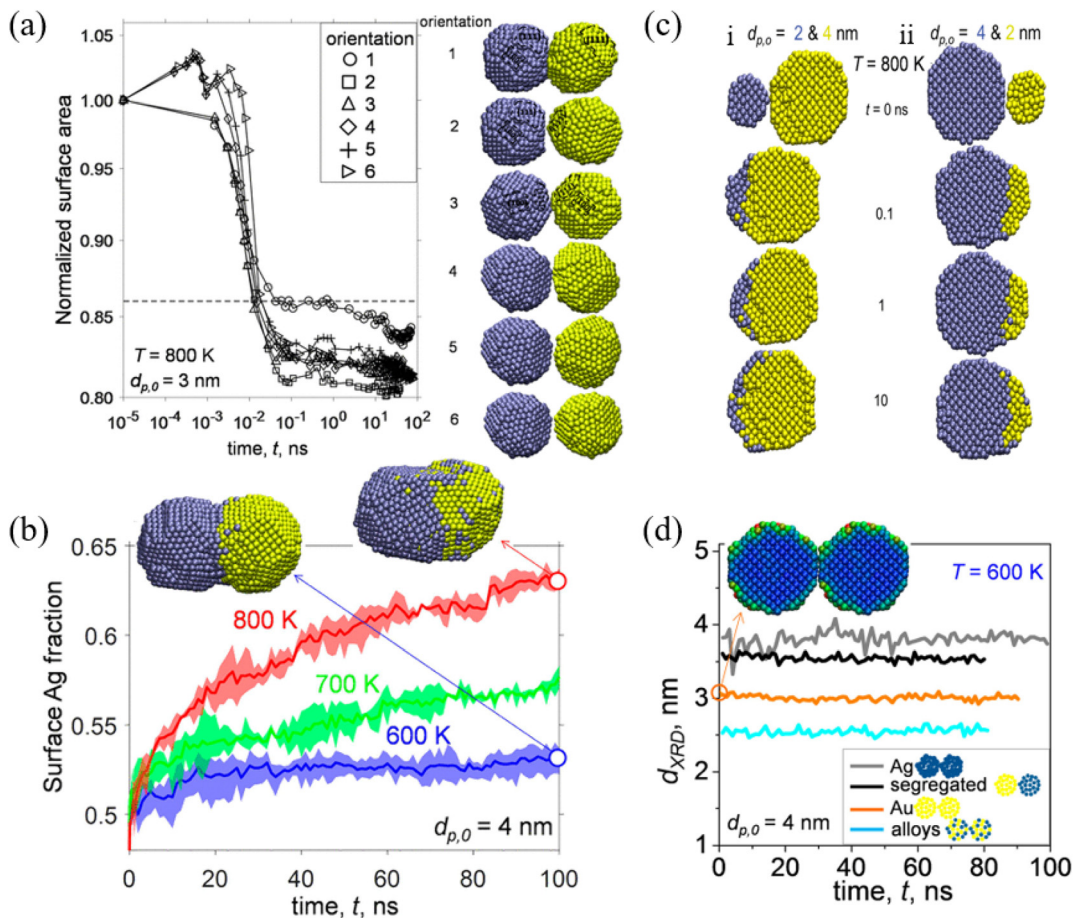 (a)
1.05
1.00
0.95
0.90
0.85
0.80
Normalized surface area
orientation
1
2
3
4
5
6
T = 800 K
d_p,0 = 3 nm
10^-5 10^-4 10^-3 10^-2 10^-1 10^0 10^1 10^2
time, t, ns
orientation
1
2
3
4
5
6
(c)
i d_p,0 = 2 & 4 nm
ii d_p,0 = 4 & 2 nm
T = 800 K
t = 0 ns
0.1
1
10
(b)
0.65
0.6
0.55
0.5
Surface Ag fraction
800 K
700 K
600 K
d_p,0 = 4 nm
0 20 40 60 80 100
time, t, ns
(d)
5
4
3
2
1
d_XRD, nm
T = 600 K
Ag
segregated
Au
alloys
d_p,0 = 4 nm
0 20 40 60 80 100
time, t, ns